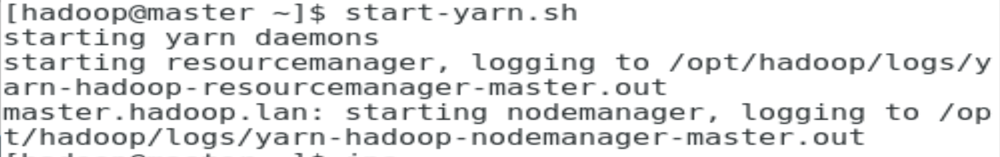 [hadoop@master ~]$ start-yarn.sh
starting yarn daemons
starting resourcemanager, logging to /opt/hadoop/logs/y
arn-hadoop-resourcemanager-master.out
master.hadoop.lan: starting nodemanager, logging to /op
t/hadoop/logs/yarn-hadoop-nodemanager-master.out